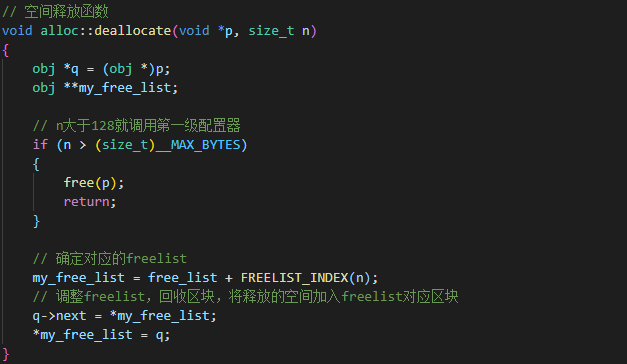 // 空间释放函数
void alloc::deallocate(void *p, size_t n)
{
    obj *q = (obj *)p;
    obj **my_free_list;

    // n大于128就调用第一级配置器
    if (n > (size_t)__MAX_BYTES)
    {
        free(p);
        return;
    }

    // 确定对应的freelist
    my_free_list = free_list + FREELIST_INDEX(n);
    // 调整freelist，回收区块，将释放的空间加入freelist对应区块
    q->next = *my_free_list;
    *my_free_list = q;
}